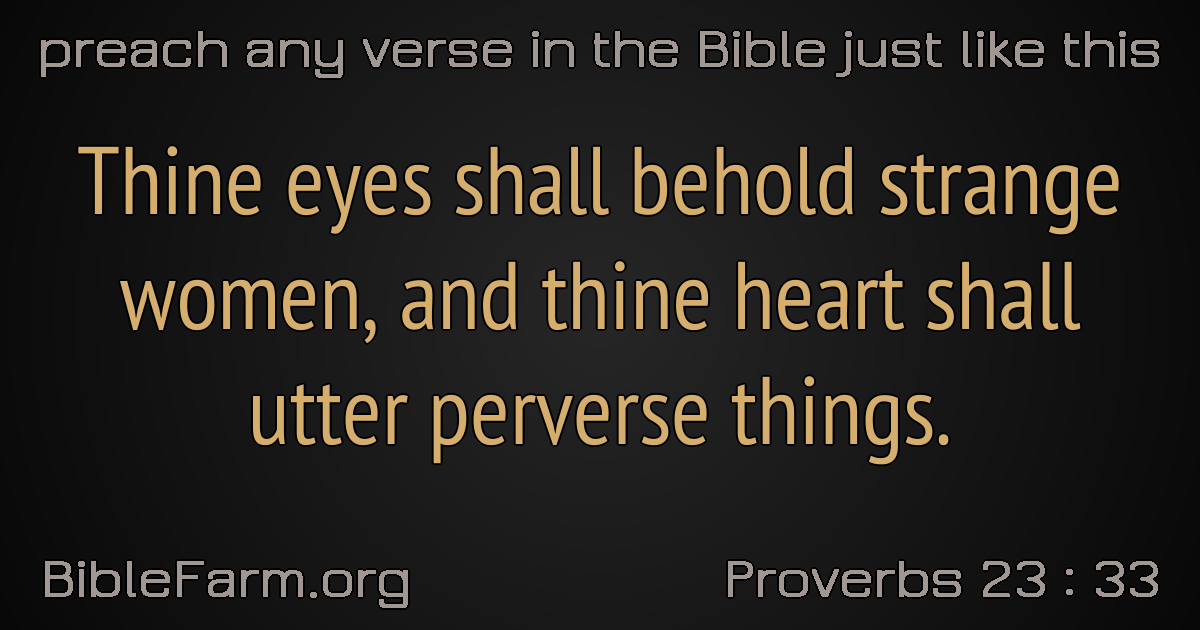 preach any verse in the Bible just like this
Thine eyes shall behold strange
women, and thine heart shall
utter perverse things.
BibleFarm.org
Proverbs 23 : 33